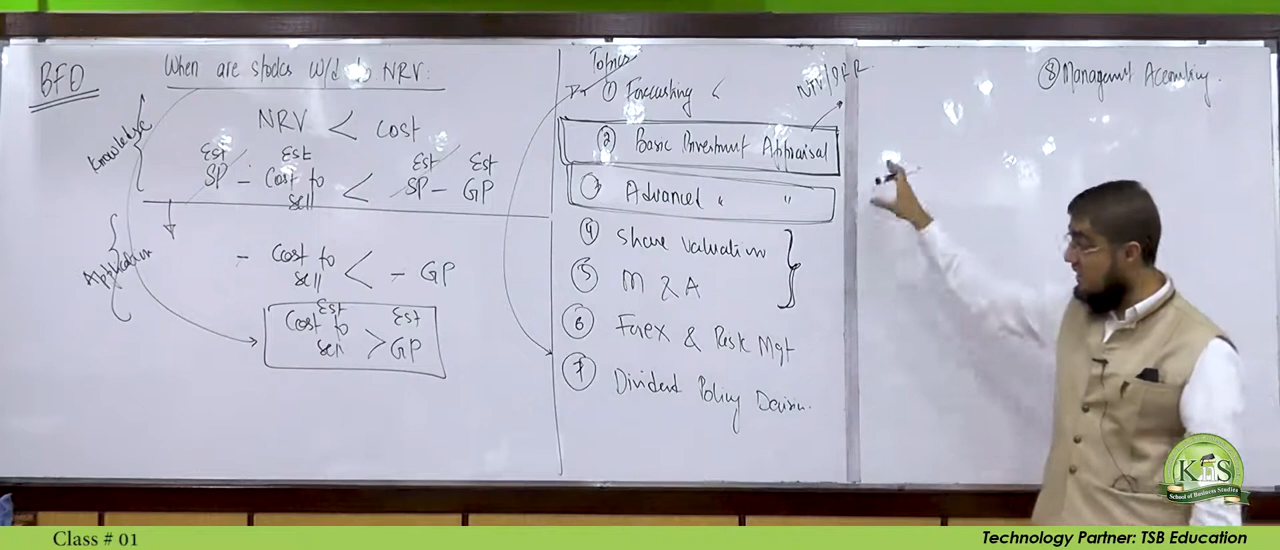 BFD
When are stocks W/d to NRV:
Knowledge
NRV < Cost
Est Est Est Est
SP - Cost to sell < SP - GP
Application
- Cost to sell < - GP
Est Est
Cost to sell > GP
Topics
① Forecasting <
NPV/IRR
② Basic Investment Appraisal
③ Advanced " "
④ Share Valuation
⑤ M & A
⑥ Forex & Risk Mgt
⑦ Dividend Policy Decision.
⑧ Management Accounting.
KnS
School of Business Studies
Class # 01
Technology Partner: TSB Education